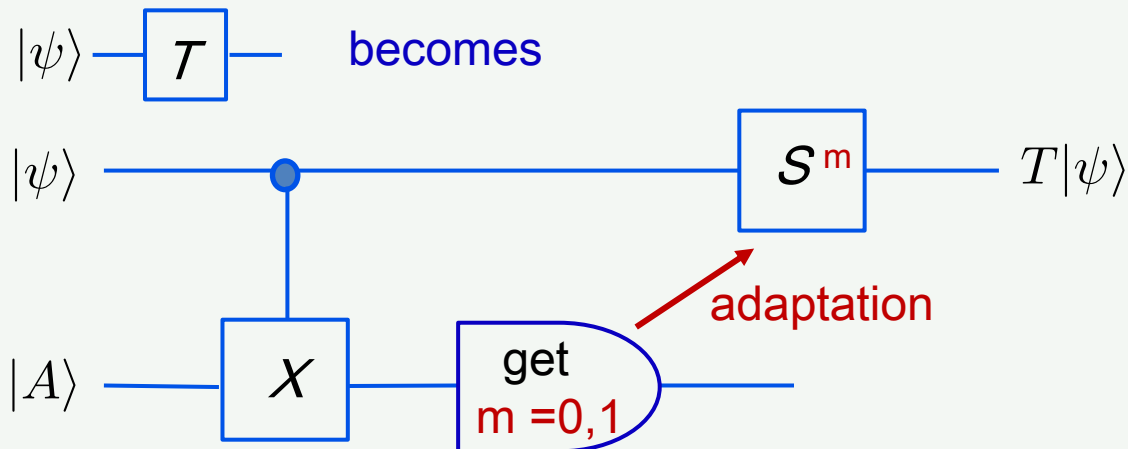 |ψ⟩ T becomes
|ψ⟩ S^m T|ψ⟩
adaptation
|A⟩ X get
m =0,1